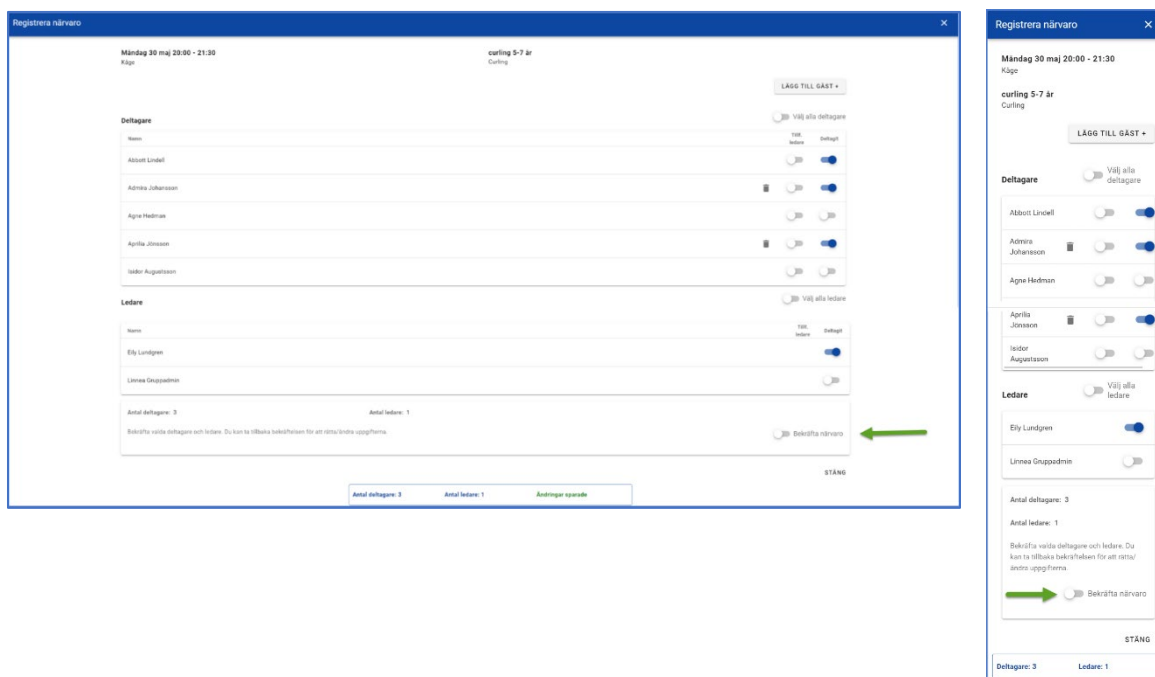 Registrera närvaro ×
Måndag 30 maj 20:00 - 21:30 curling 5-7 år
Kåge Curling
LÄGG TILL GÄST +
Välj alla deltagare
Deltagare
Namn Tillf. ledare Deltagit
Abbott Lindell
Admira Johansson
Agne Hedman
Aprilia Jönsson
Isidor Augustsson
Välj alla ledare
Ledare
Namn Tillf. ledare Deltagit
Eily Lundgren
Linnea Gruppadmin
Antal deltagare: 3 Antal ledare: 1
Bekräfta valda deltagare och ledare. Du kan ta tillbaka bekräftelsen för att rätta/ändra uppgifterna.
Bekräfta närvaro
STÄNG
Antal deltagare: 3 Antal ledare: 1 Ändringar sparade
Registrera närvaro ×
Måndag 30 maj 20:00 - 21:30
Kåge
curling 5-7 år
Curling
LÄGG TILL GÄST +
Välj alla
Deltagare deltagare
Abbott Lindell
Admira
Johansson
Agne Hedman
Aprilia
Jönsson
Isidor
Augustsson
Välj alla
Ledare ledare
Eily Lundgren
Linnea Gruppadmin
Antal deltagare: 3
Antal ledare: 1
Bekräfta valda deltagare och ledare. Du
kan ta tillbaka bekräftelsen för att rätta/
ändra uppgifterna.
Bekräfta närvaro
STÄNG
Deltagare: 3 Ledare: 1